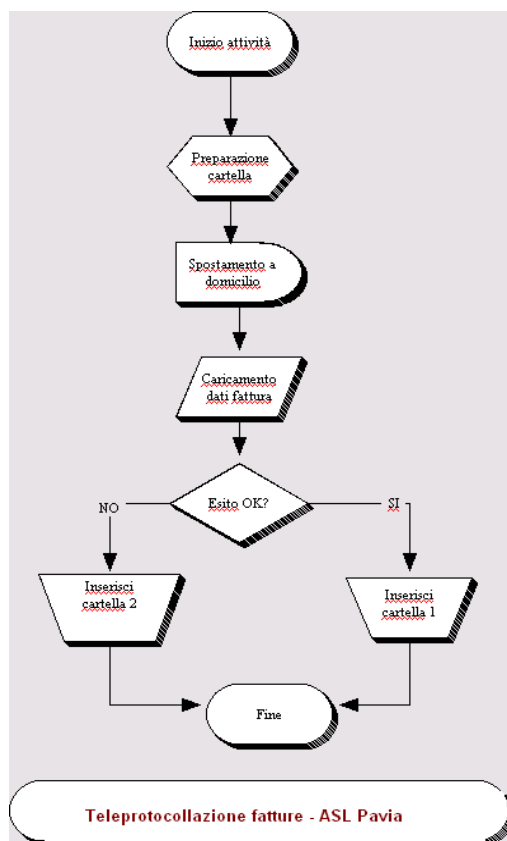 Inizio attività
Preparazione
cartella
Spostamento a
domicilio
Caricamento
dati fattura
Esito OK?
NO
SI
Inserisci
cartella 2
Inserisci
cartella 1
Fine
Teleprotocollazione fatture - ASL Pavia